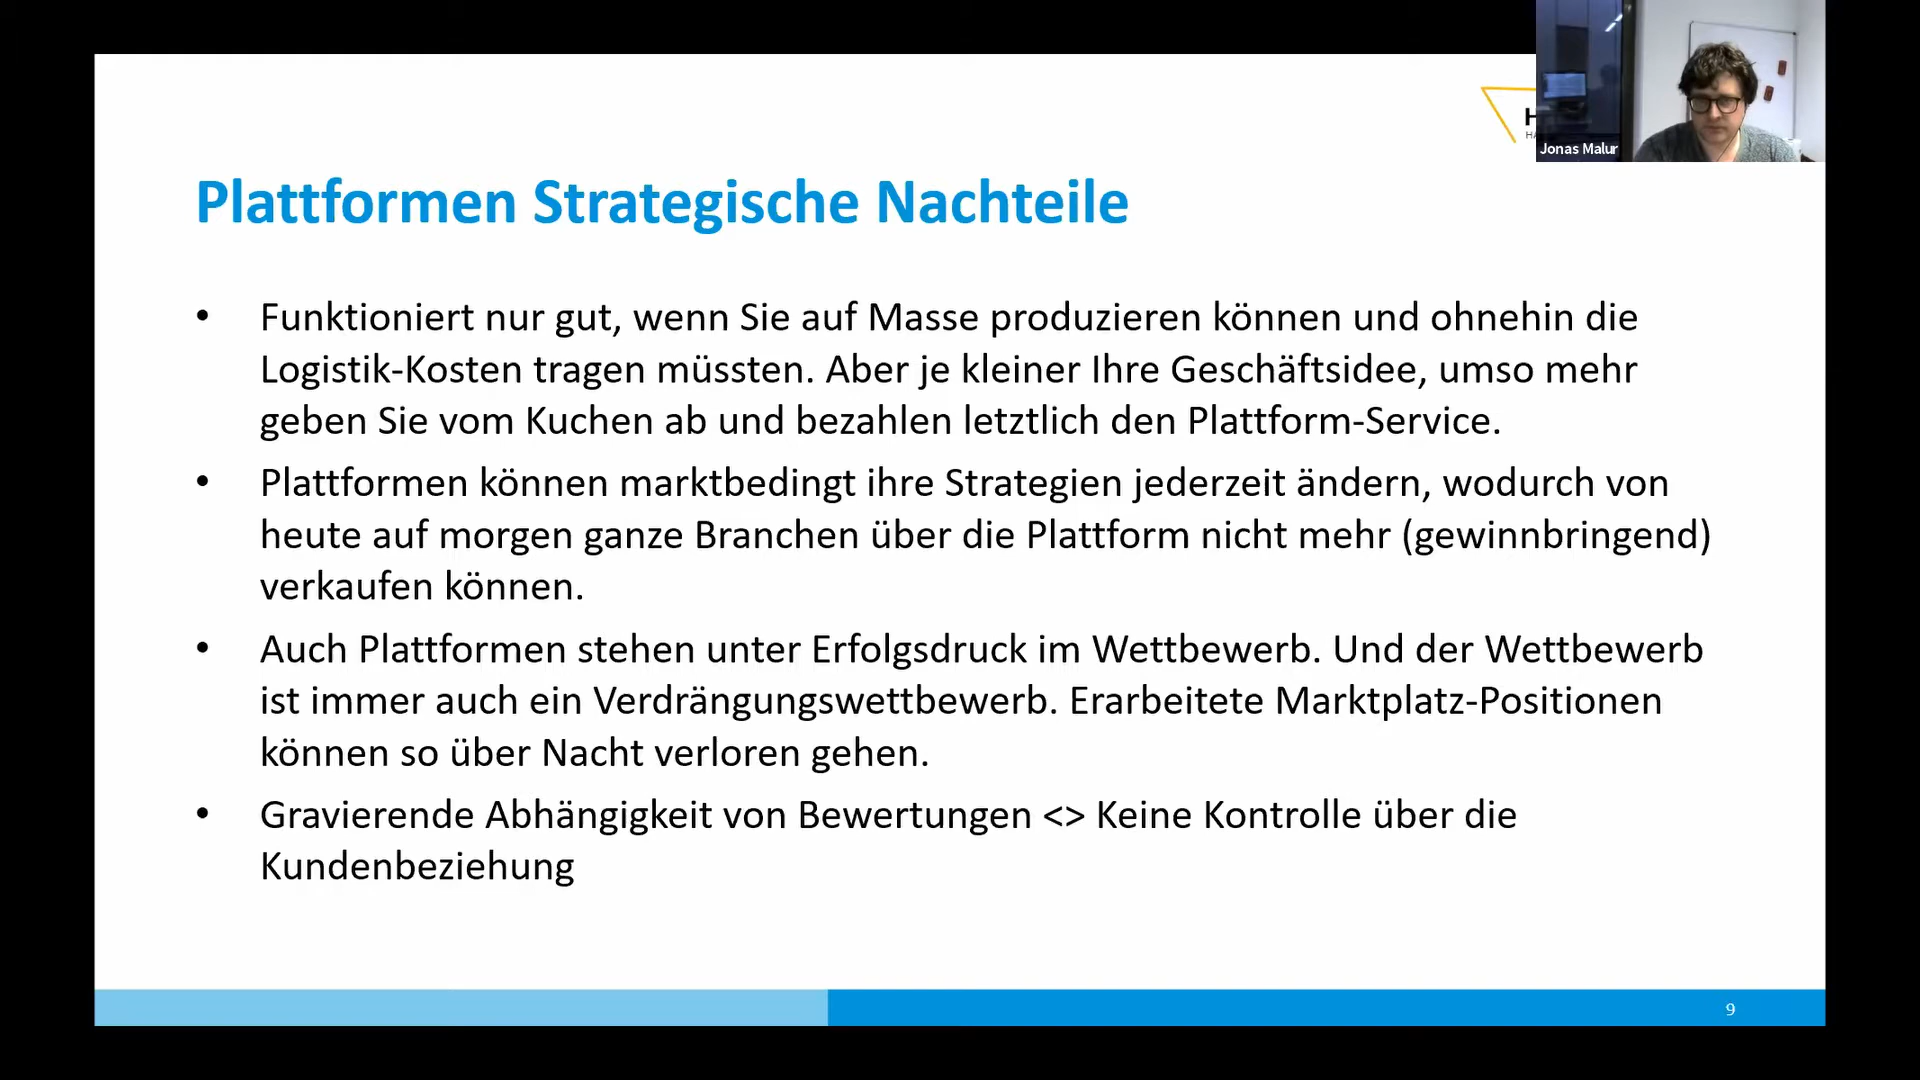 Jonas Malur
Plattformen Strategische Nachteile
• Funktioniert nur gut, wenn Sie auf Masse produzieren können und ohnehin die
Logistik-Kosten tragen müssten. Aber je kleiner Ihre Geschäftsidee, umso mehr
geben Sie vom Kuchen ab und bezahlen letztlich den Plattform-Service.
• Plattformen können marktbedingt ihre Strategien jederzeit ändern, wodurch von
heute auf morgen ganze Branchen über die Plattform nicht mehr (gewinnbringend)
verkaufen können.
• Auch Plattformen stehen unter Erfolgsdruck im Wettbewerb. Und der Wettbewerb
ist immer auch ein Verdrängungswettbewerb. Erarbeitete Marktplatz-Positionen
können so über Nacht verloren gehen.
• Gravierende Abhängigkeit von Bewertungen <> Keine Kontrolle über die
Kundenbeziehung
9